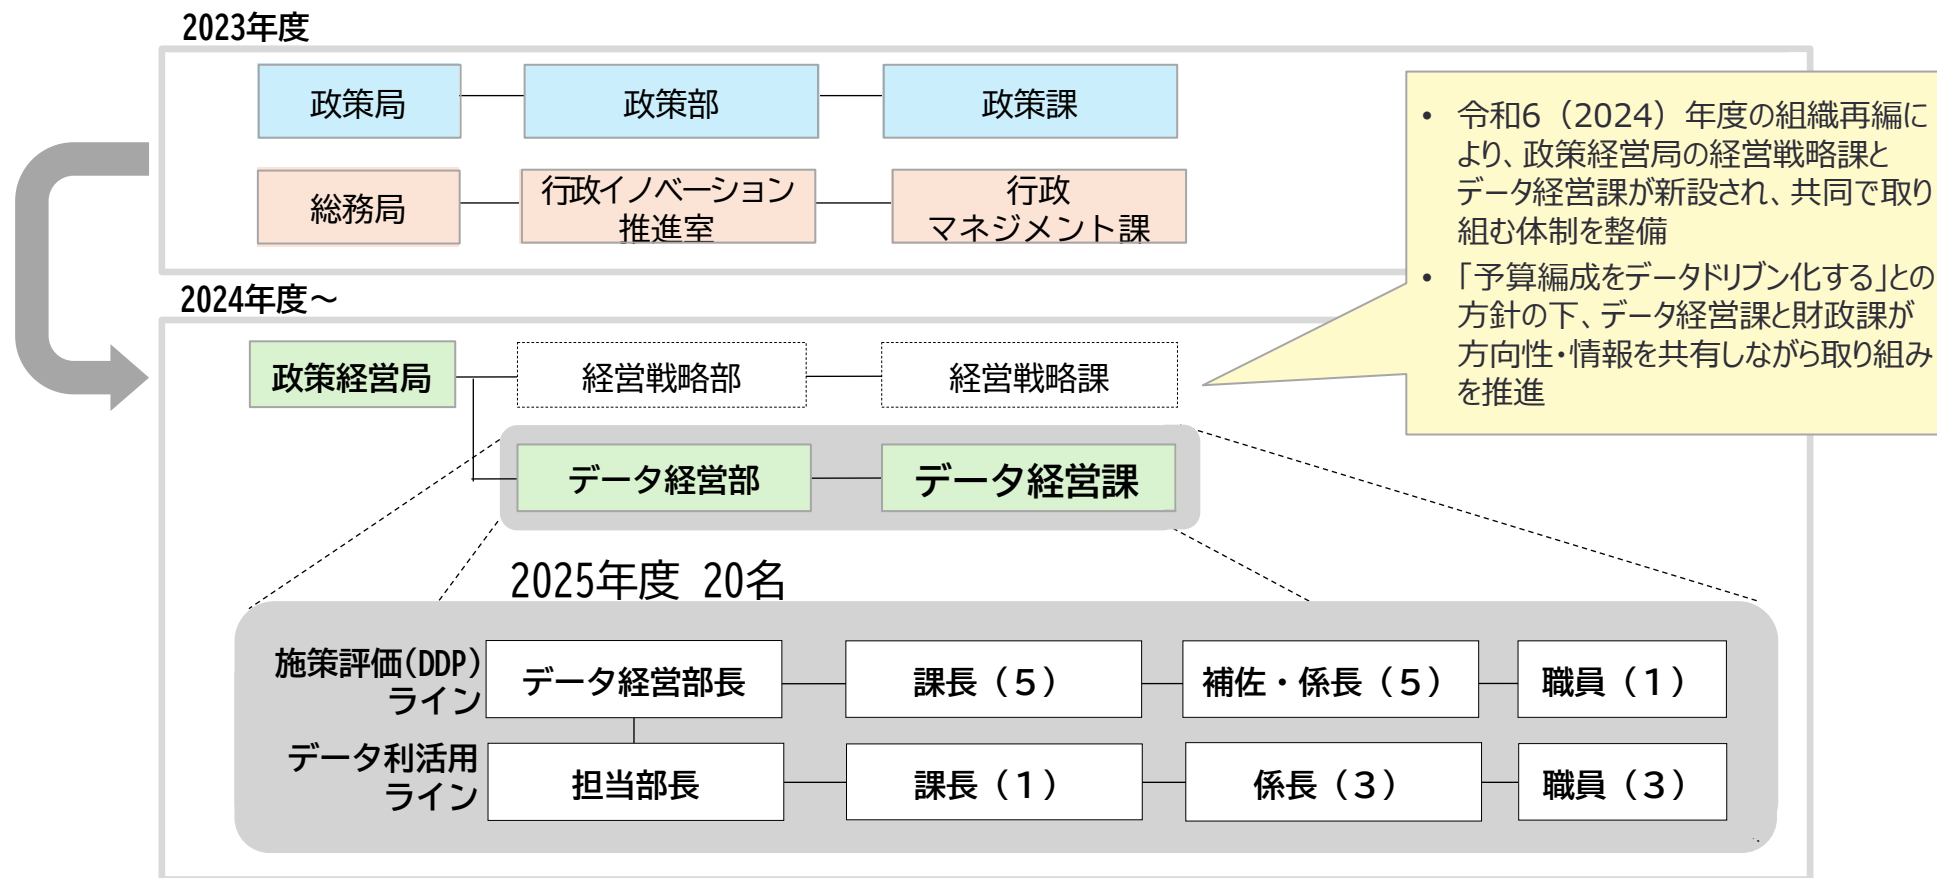 2023年度
政策局
政策部
政策課
総務局
行政イノベーション
推進室
行政
マネジメント課
• 令和6（2024）年度の組織再編に
より、政策経営局の経営戦略課と
データ経営課が新設され、共同で取り
組む体制を整備
• 「予算編成をデータドリブン化する」との
方針の下、データ経営課と財政課が
方向性・情報を共有しながら取り組み
を推進
2024年度～
政策経営局
経営戦略部
経営戦略課
データ経営部
データ経営課
2025年度 20名
施策評価(DDP)
ライン
データ経営部長
課長（5）
補佐・係長（5）
職員（1）
データ利活用
ライン
担当部長
課長（1）
係長（3）
職員（3）